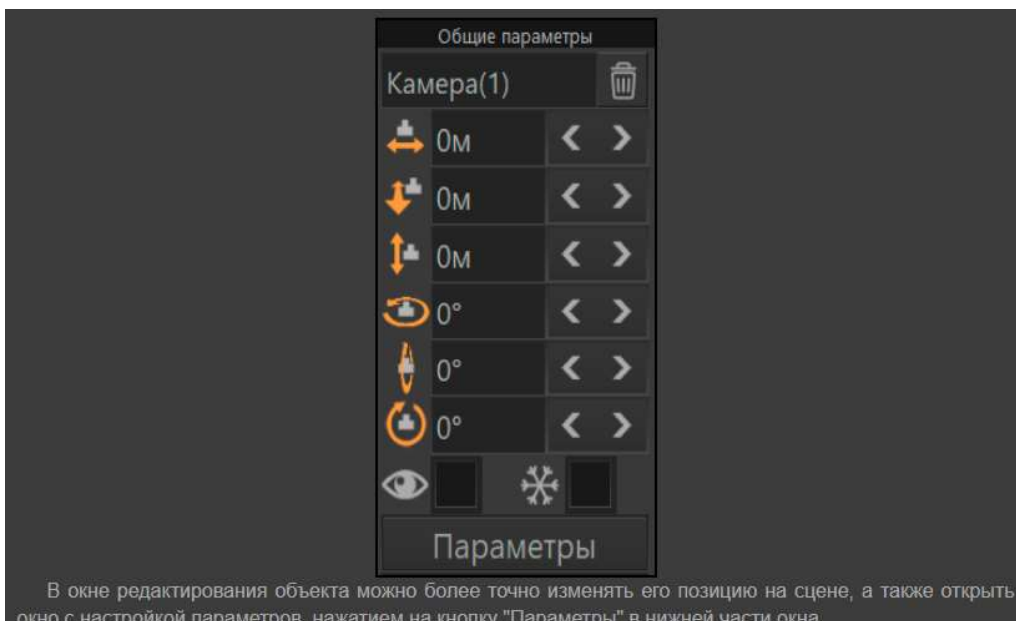 Общие параметры
Камера(1)
0м
0м
0м
0°
0°
0°
Параметры
В окне редактирования объекта можно более точно изменять его позицию на сцене, а также открыть
окно с настройкой параметров, нажатием на кнопку "Параметры" в нижней части окна